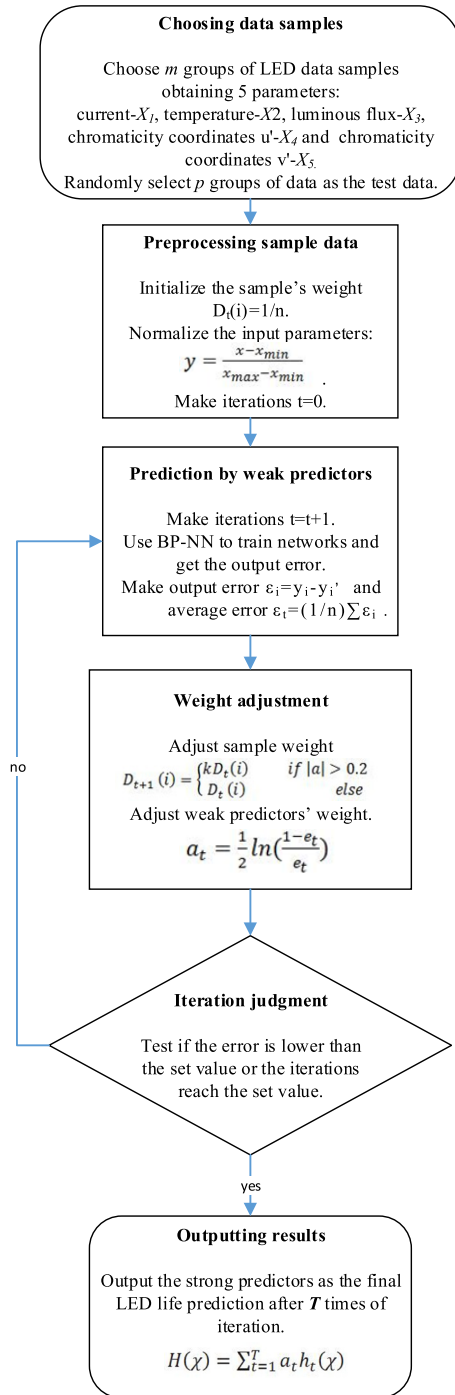 Choosing data samples
Choose m groups of LED data samples
obtaining 5 parameters:
current-X₁, temperature-X2, luminous flux-X₃,
chromaticity coordinates u'-X₄ and chromaticity
coordinates v'-X₅.
Randomly select p groups of data as the test data.
Preprocessing sample data
Initialize the sample’s weight
Dₜ(i)=1/n.
Normalize the input parameters:
y = (x−x_min)/(x_max−x_min) .
Make iterations t=0.
Prediction by weak predictors
Make iterations t=t+1.
Use BP-NN to train networks and
get the output error.
Make output error εᵢ=yᵢ-yᵢ’ and
average error εₜ=(1/n)∑εᵢ .
Weight adjustment
Adjust sample weight
D_{t+1}(i) = { kDₜ(i) if |a| > 0.2
Dₜ(i) else
Adjust weak predictors’ weight.
aₜ = 1/2 ln((1−eₜ)/eₜ)
no
Iteration judgment
Test if the error is lower than
the set value or the iterations
reach the set value.
yes
Outputting results
Output the strong predictors as the final
LED life prediction after T times of
iteration.
H(χ) = ∑_{t=1}^{T} aₜhₜ(χ)